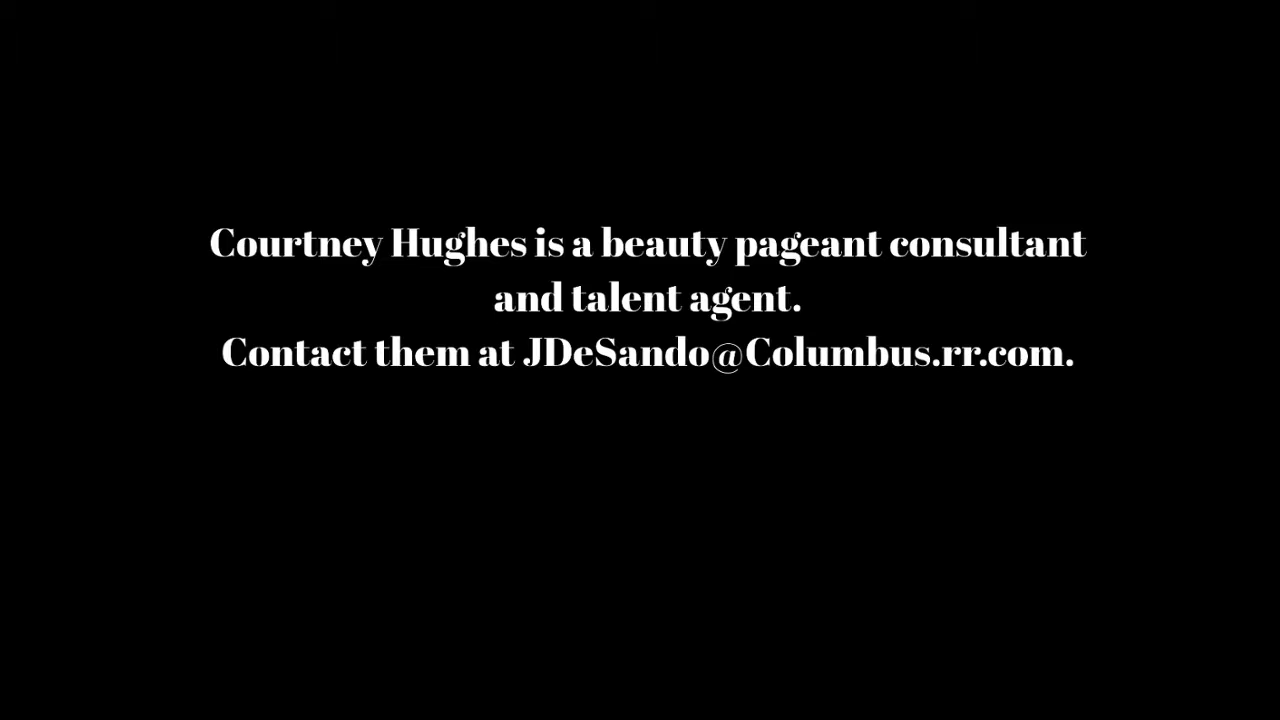 Courtney Hughes is a beauty pageant consultant
and talent agent.
Contact them at JDeSando@Columbus.rr.com.